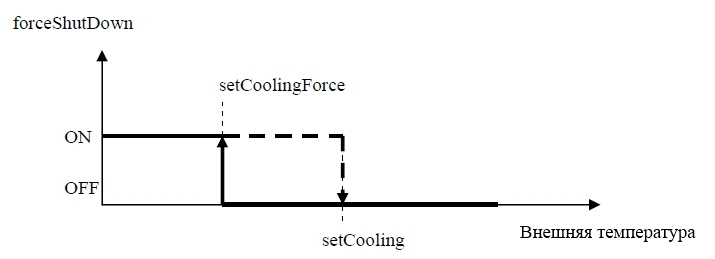 forceShutDown
setCoolingForce
ON
OFF
setCooling
Внешняя температура